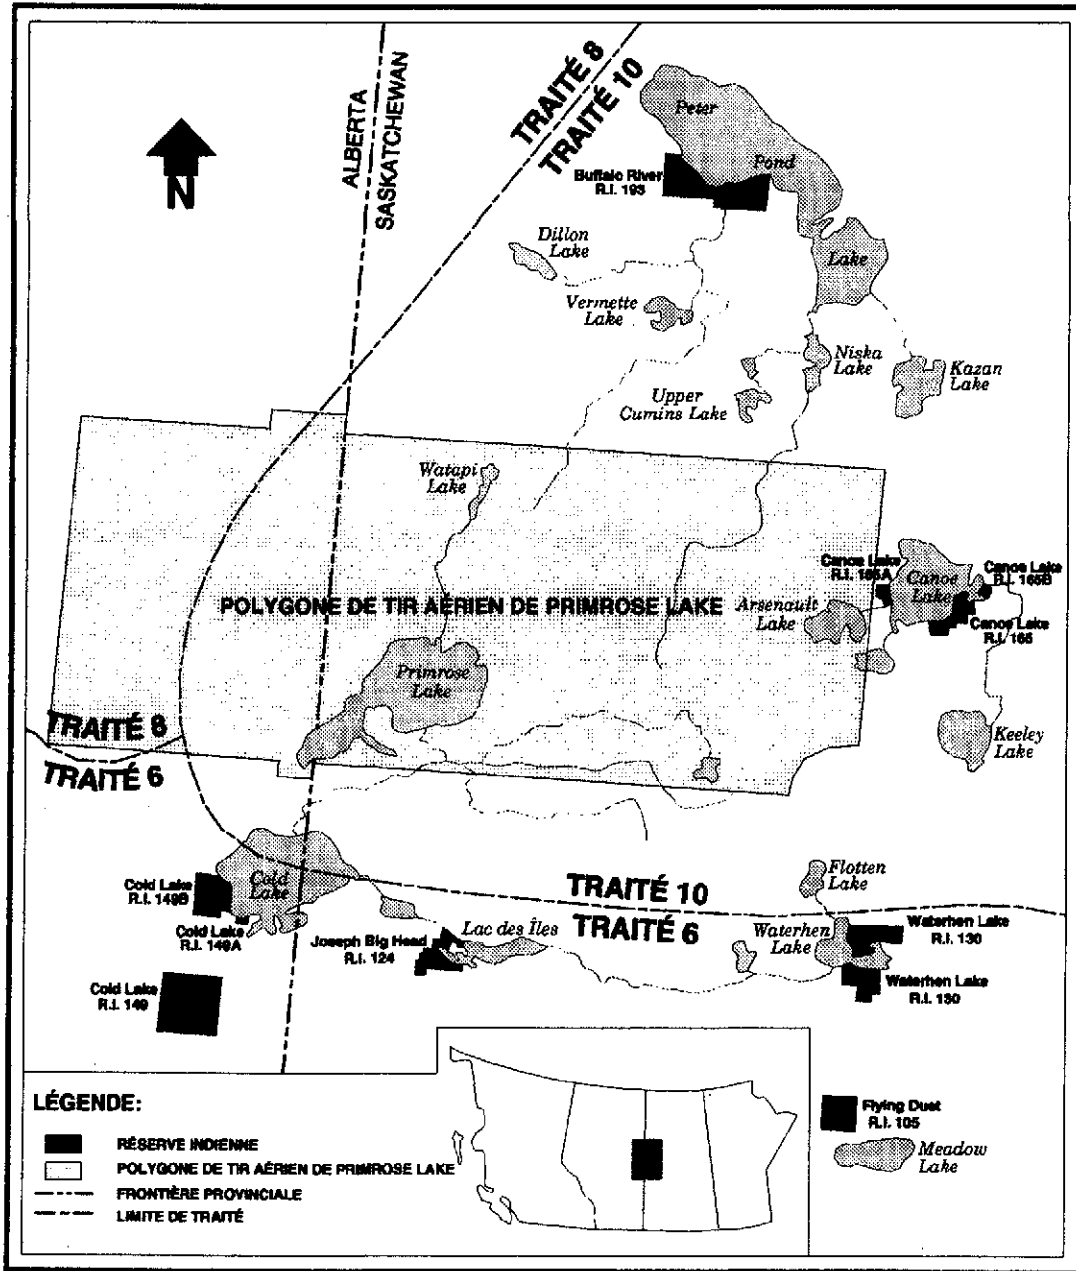 TRAITÉ 8
TRAITÉ 10
ALBERTA
SASKATCHEWAN
N
Peter
Pond
Lake
Buffalo River
R.I. 193
Dillon
Lake
Vermette
Lake
Niska
Lake
Kazan
Lake
Upper
Cumins Lake
Watapi
Lake
Canoe Lake
R.I. 165A
Canoe
Lake
Canoe Lake
R.I. 165B
POLYGONE DE TIR AÉRIEN DE PRIMROSE LAKE
Arsenault
Lake
Canoe Lake
R.I. 165
Primrose
Lake
TRAITÉ 8
TRAITÉ 6
Keeley
Lake
Cold Lake
R.I. 149B
Cold
Lake
TRAITÉ 10
TRAITÉ 6
Flotten
Lake
Cold Lake
R.I. 149A
Joseph Big Head
R.I. 124
Lac des Îles
Waterhen
Lake
Waterhen Lake
R.I. 130
Cold Lake
R.I. 149
Waterhen Lake
R.I. 130
LÉGENDE:
RÉSERVE INDIENNE
POLYGONE DE TIR AÉRIEN DE PRIMROSE LAKE
FRONTIÈRE PROVINCIALE
LIMITE DE TRAITÉ
Flying Dust
R.I. 105
Meadow
Lake